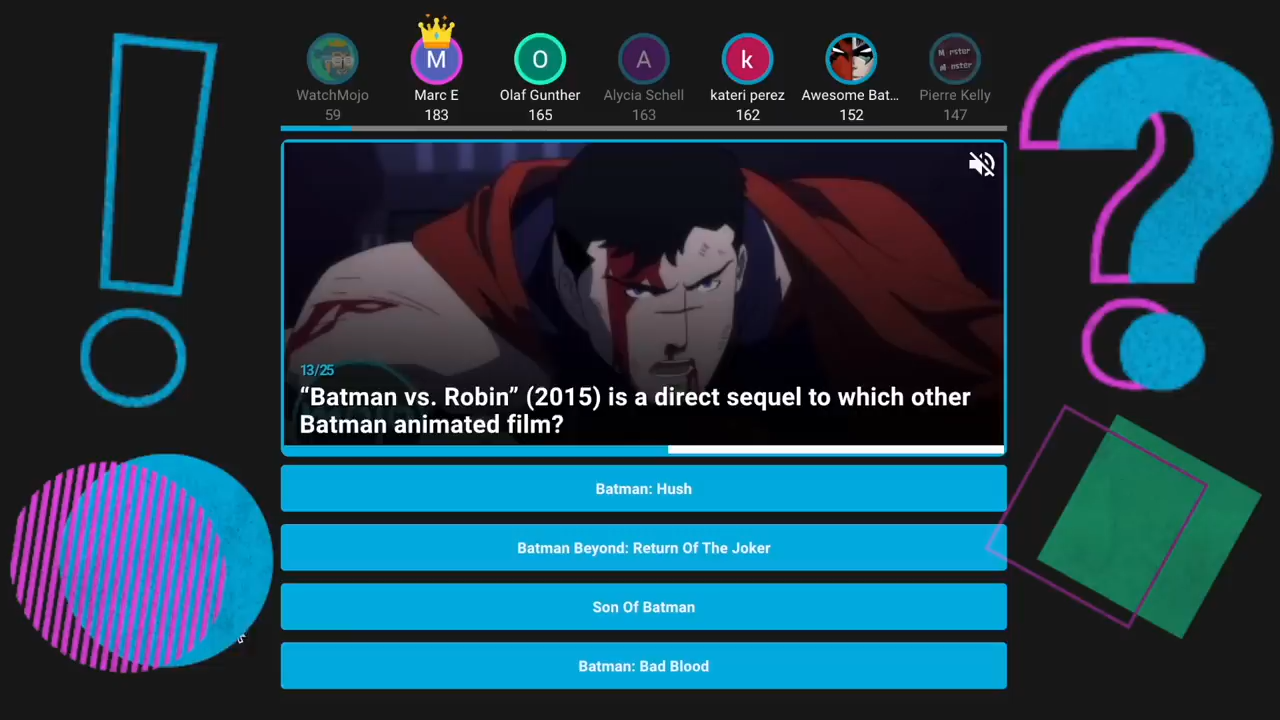 WatchMojo
59
M
Marc E
183
O
Olaf Gunther
165
A
Alycia Schell
163
k
kateri perez
162
Awesome Bat...
152
Pierre Kelly
147
13/25
“Batman vs. Robin” (2015) is a direct sequel to which other
Batman animated film?
Batman: Hush
Batman Beyond: Return Of The Joker
Son Of Batman
Batman: Bad Blood